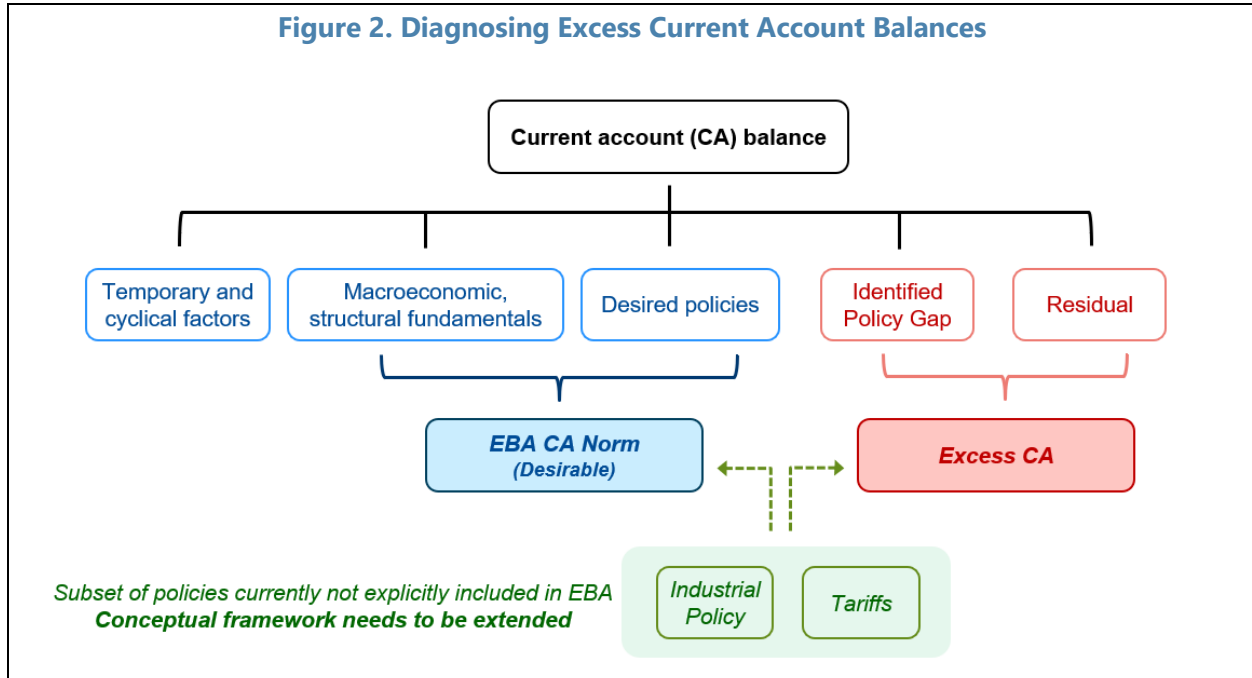 Figure 2. Diagnosing Excess Current Account Balances
Current account (CA) balance
Temporary and
cyclical factors
Macroeconomic,
structural fundamentals
Desired policies
Identified
Policy Gap
Residual
EBA CA Norm
(Desirable)
Excess CA
Subset of policies currently not explicitly included in EBA
Conceptual framework needs to be extended
Industrial
Policy
Tariffs